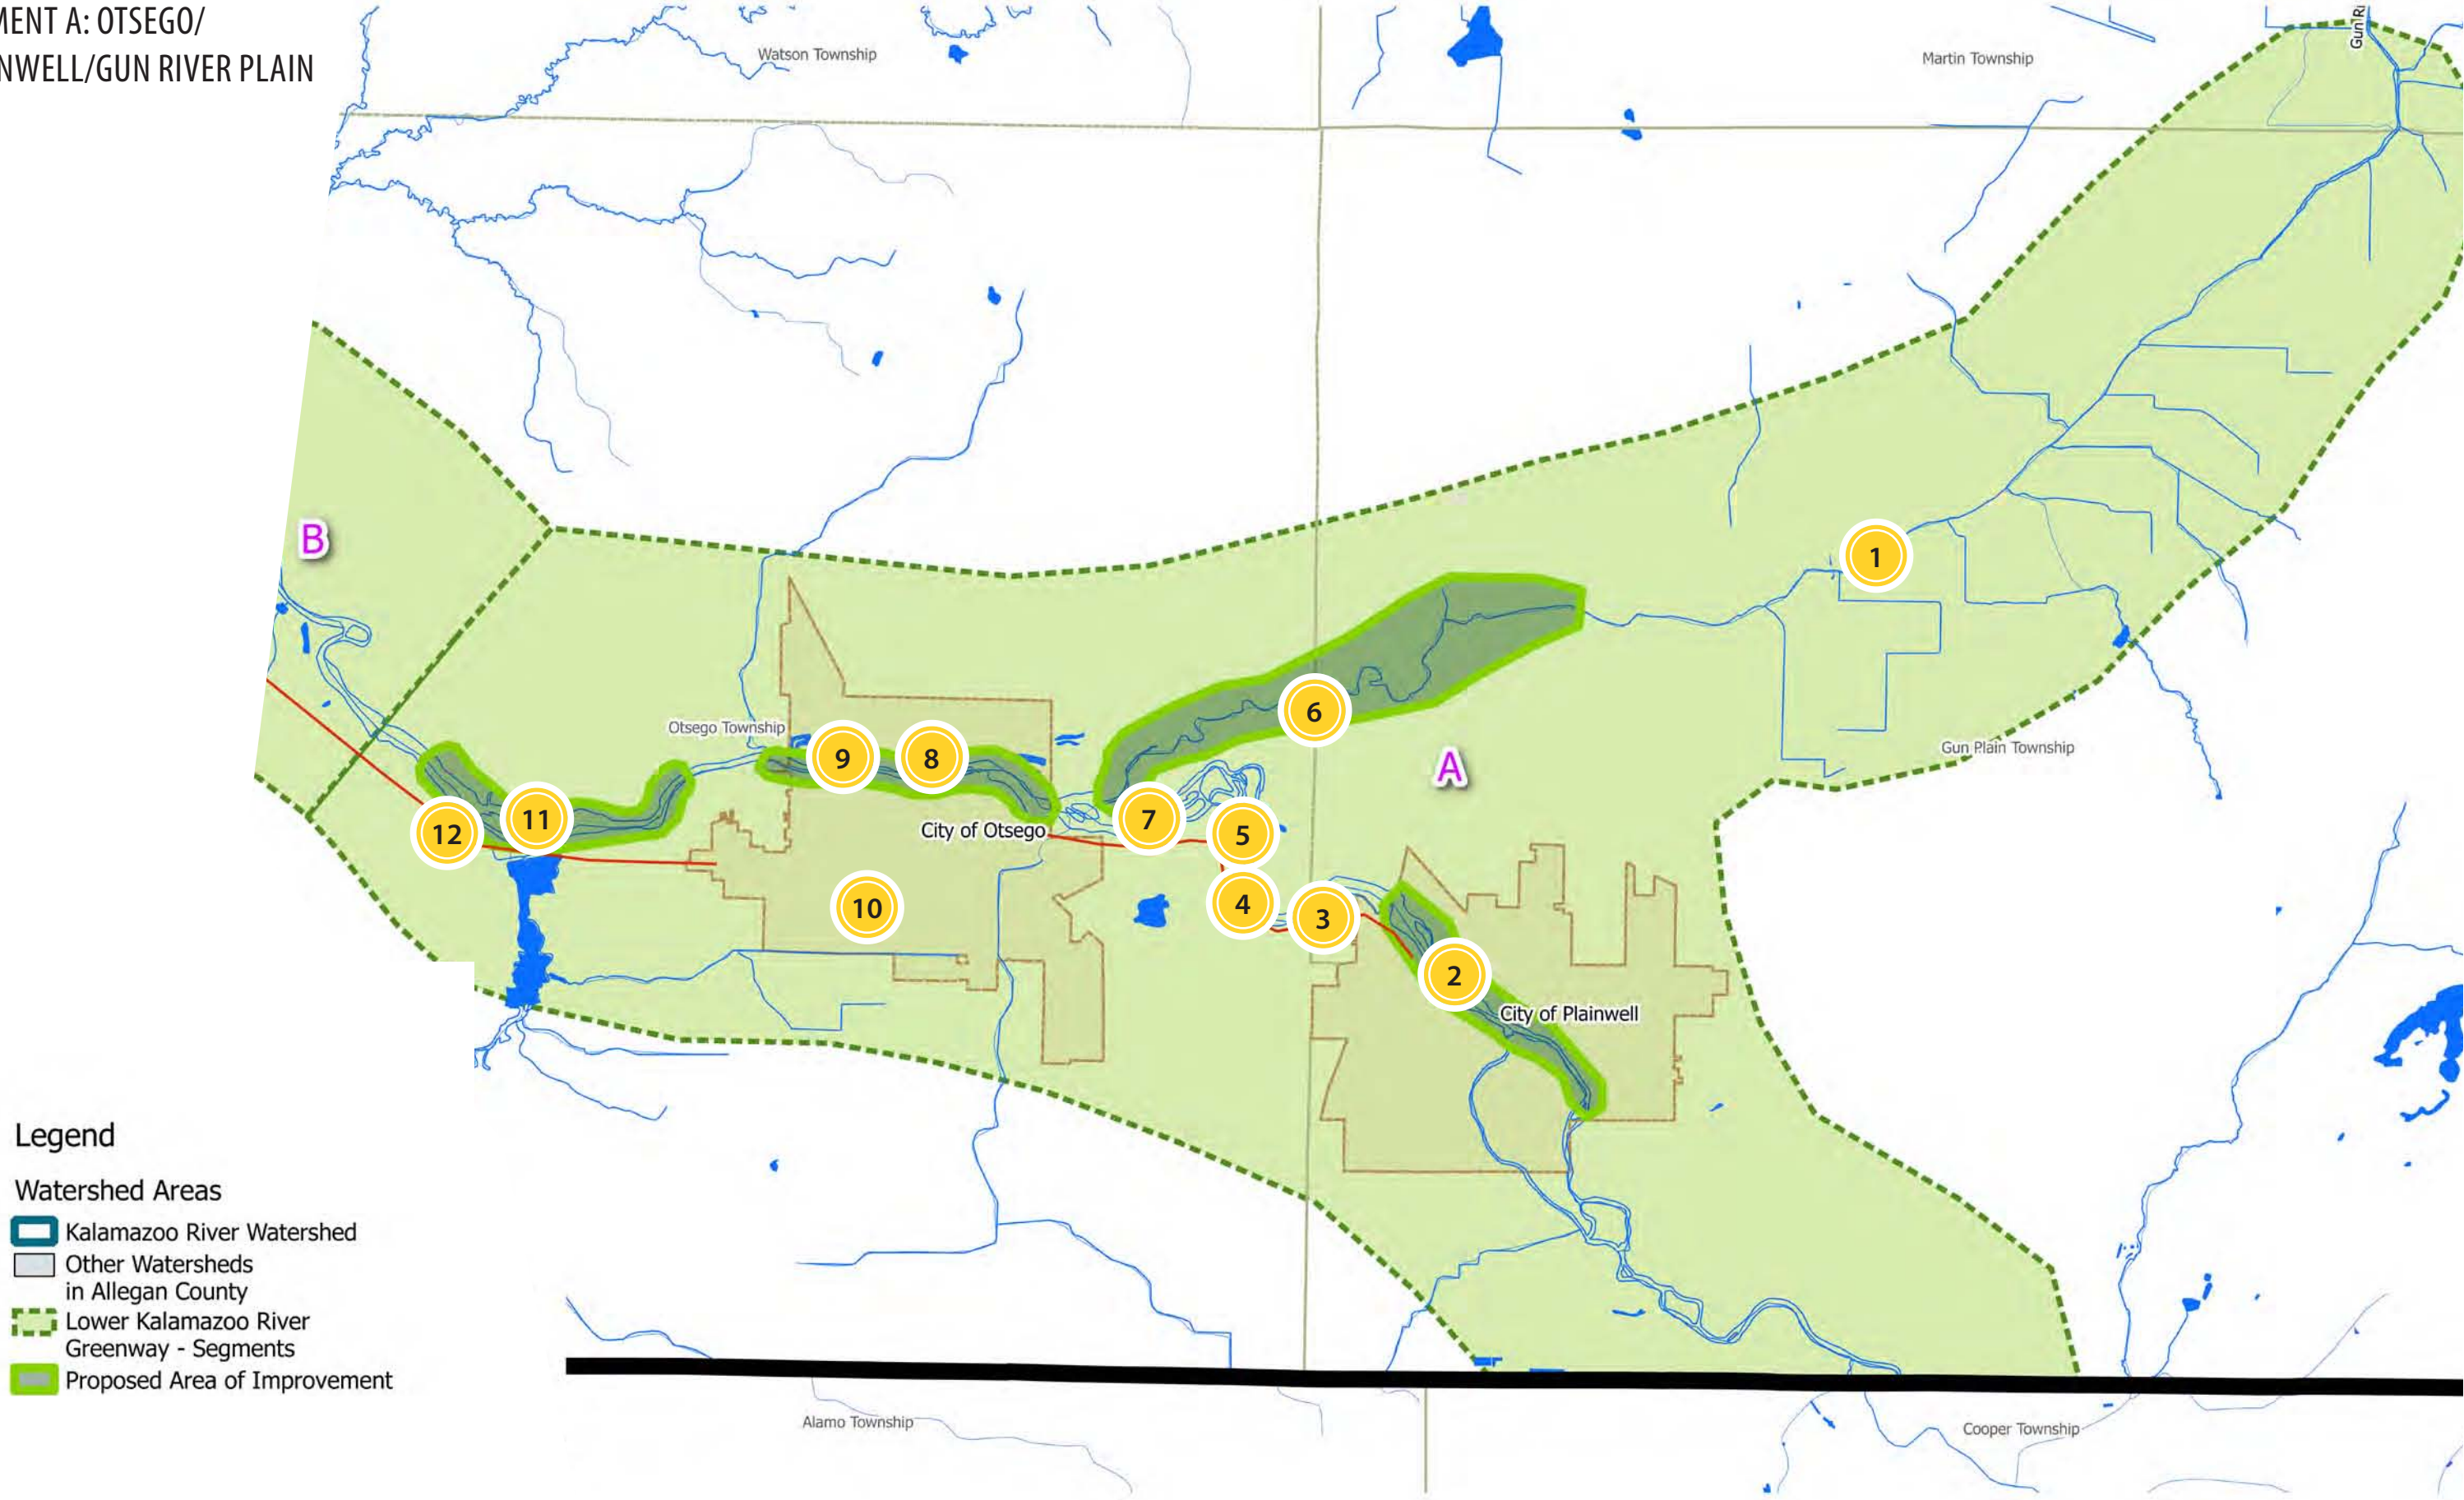 MENT A: OTSEGO/
NWELL/GUN RIVER PLAIN
Watson Township
Martin Township
Gun Ri
B
1
6
A
Otsego Township
9
8
Gun Plain Township
12
11
7
5
City of Otsego
10
4
3
2
City of Plainwell
Legend
Watershed Areas
Kalamazoo River Watershed
Other Watersheds
in Allegan County
Lower Kalamazoo River
Greenway - Segments
Proposed Area of Improvement
Alamo Township
Cooper Township